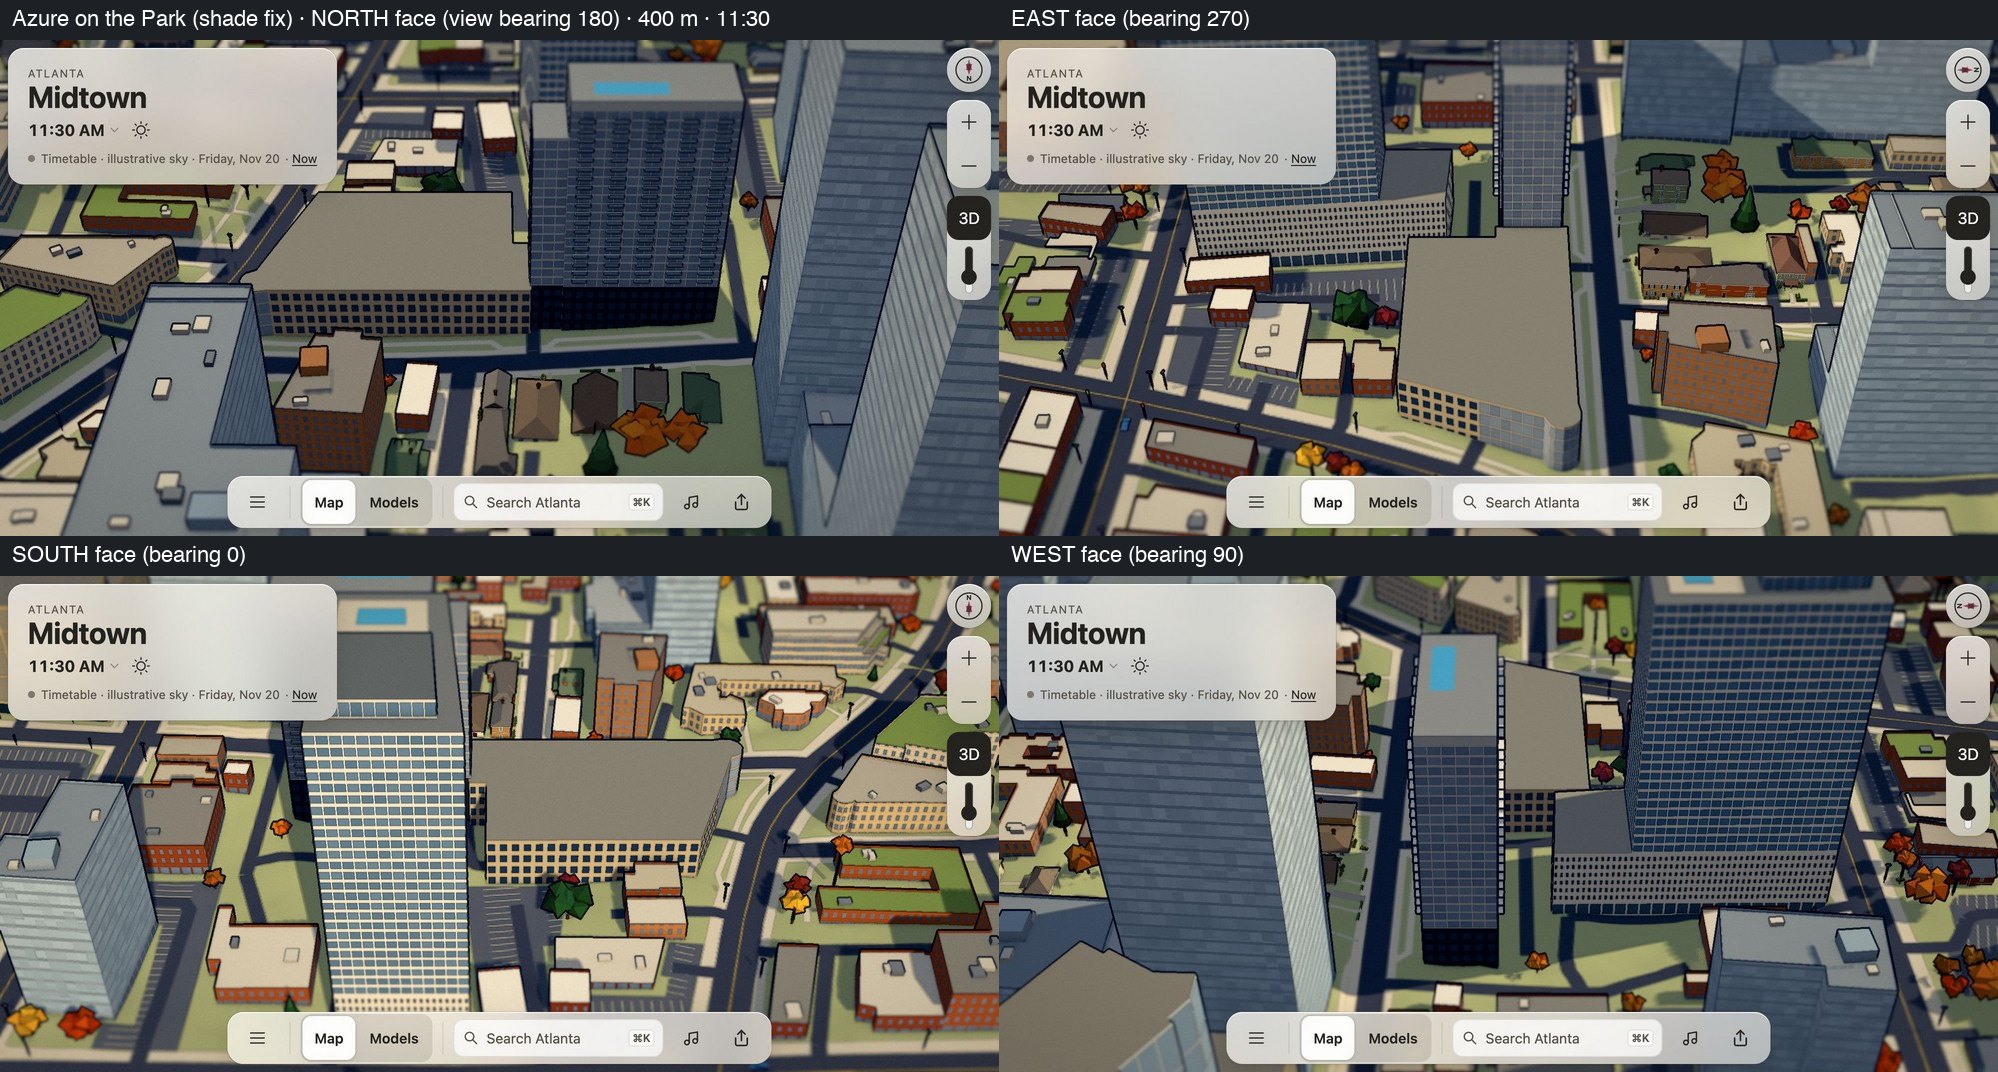 Azure on the Park (shade fix) · NORTH face (view bearing 180) · 400 m · 11:30
ATLANTA
Midtown
11:30 AM
Timetable · illustrative sky · Friday, Nov 20 · Now
N
+
−
3D
Map
Models
Search Atlanta
⌘K
EAST face (bearing 270)
ATLANTA
Midtown
11:30 AM
Timetable · illustrative sky · Friday, Nov 20 · Now
N
+
−
3D
Map
Models
Search Atlanta
⌘K
SOUTH face (bearing 0)
ATLANTA
Midtown
11:30 AM
Timetable · illustrative sky · Friday, Nov 20 · Now
N
+
−
3D
Map
Models
Search Atlanta
⌘K
WEST face (bearing 90)
ATLANTA
Midtown
11:30 AM
Timetable · illustrative sky · Friday, Nov 20 · Now
N
+
−
3D
Map
Models
Search Atlanta
⌘K